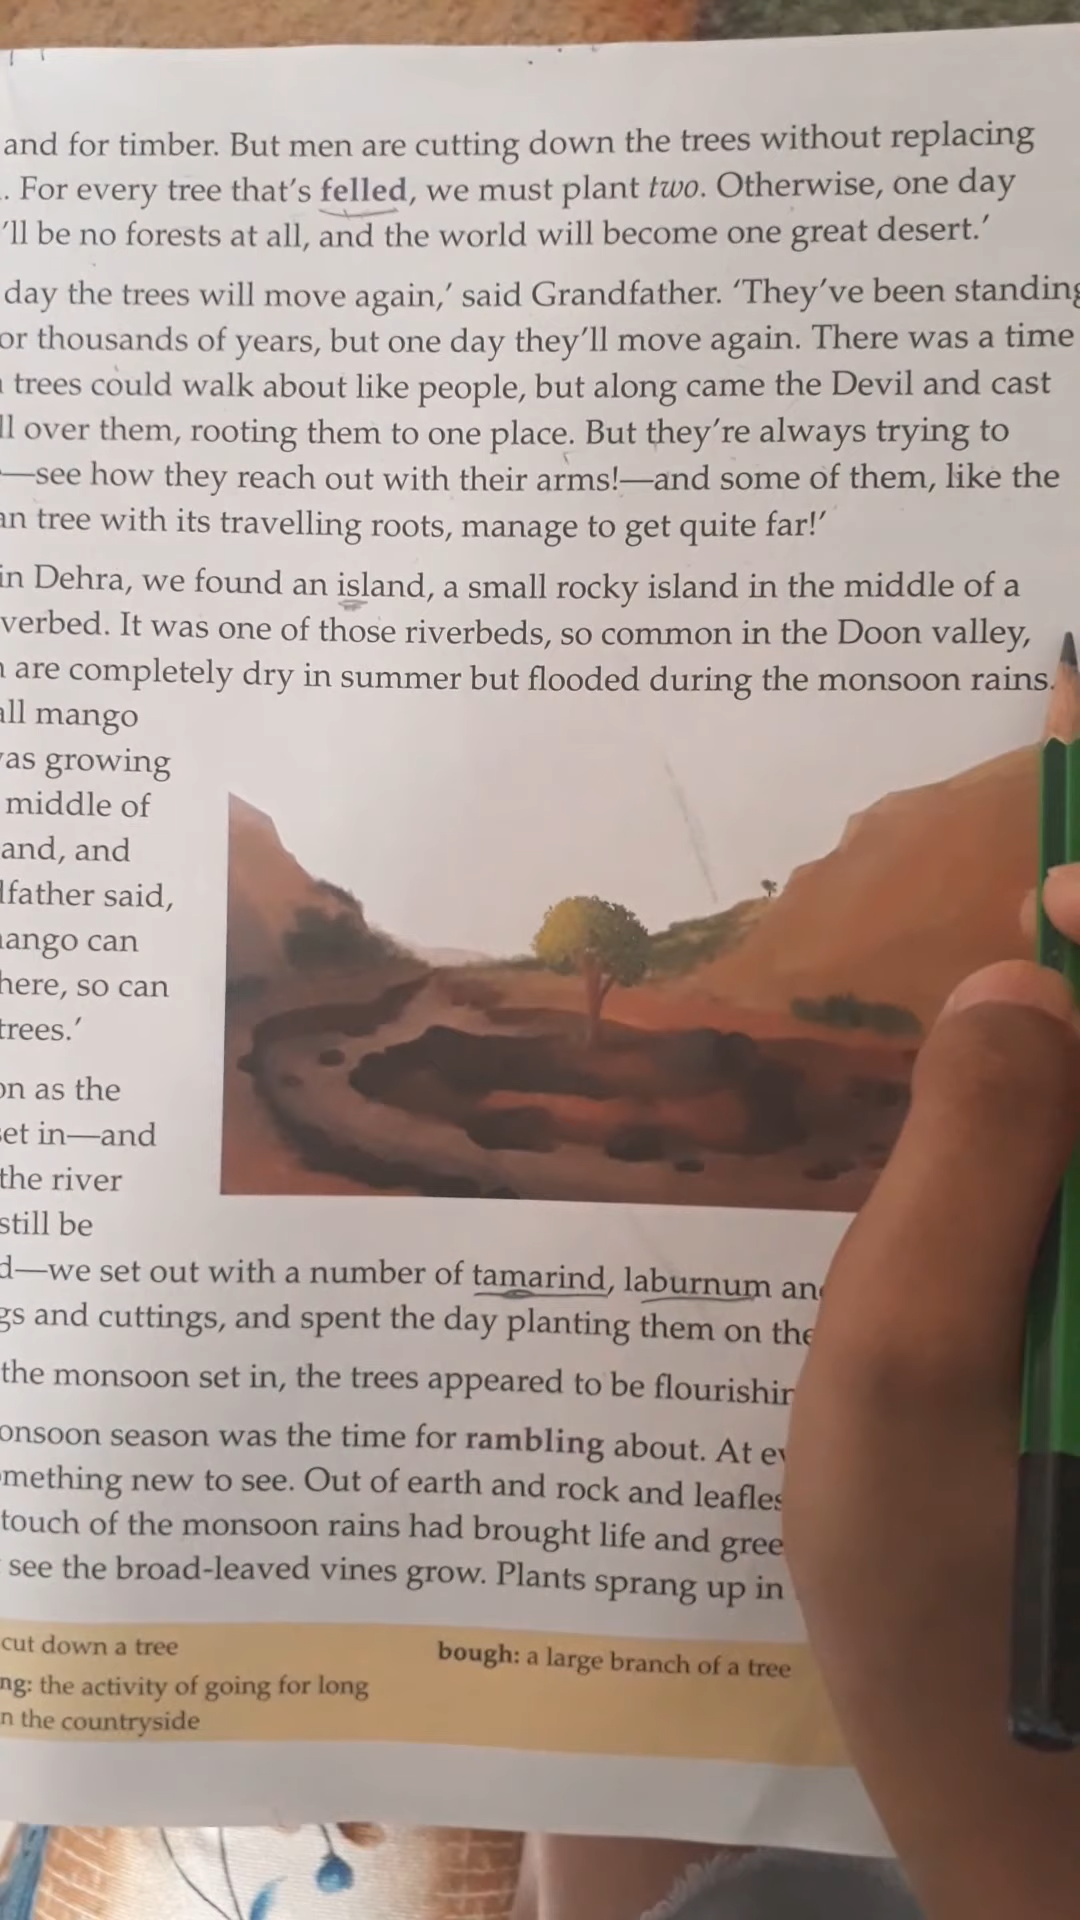 and for timber. But men are cutting down the trees without replacing
. For every tree that's felled, we must plant two. Otherwise, one day
'll be no forests at all, and the world will become one great desert.'
day the trees will move again,' said Grandfather. 'They've been standing
or thousands of years, but one day they'll move again. There was a time
trees could walk about like people, but along came the Devil and cast
ll over them, rooting them to one place. But they're always trying to
—see how they reach out with their arms!—and some of them, like the
an tree with its travelling roots, manage to get quite far!'
in Dehra, we found an island, a small rocky island in the middle of a
verbed. It was one of those riverbeds, so common in the Doon valley,
are completely dry in summer but flooded during the monsoon rains.
all mango
as growing
middle of
and, and
father said,
ango can
here, so can
trees.'
on as the
et in—and
the river
still be
d—we set out with a number of tamarind, laburnum an
gs and cuttings, and spent the day planting them on the
the monsoon set in, the trees appeared to be flourishin
onsoon season was the time for rambling about. At ev
mething new to see. Out of earth and rock and leafles
touch of the monsoon rains had brought life and gree
see the broad-leaved vines grow. Plants sprang up in
cut down a tree
bough: a large branch of a tree
ng: the activity of going for long
n the countryside